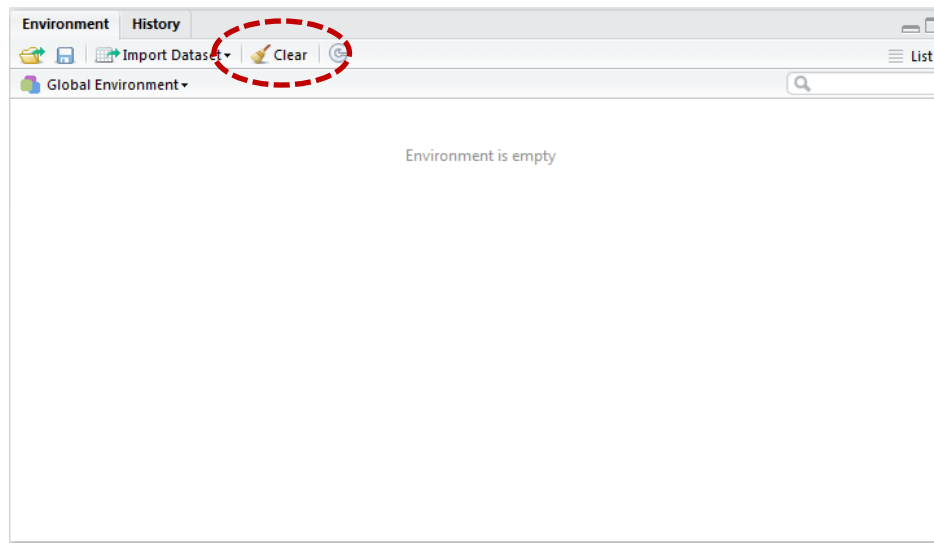 Environment History
Import Dataset Clear List
Global Environment
Environment is empty